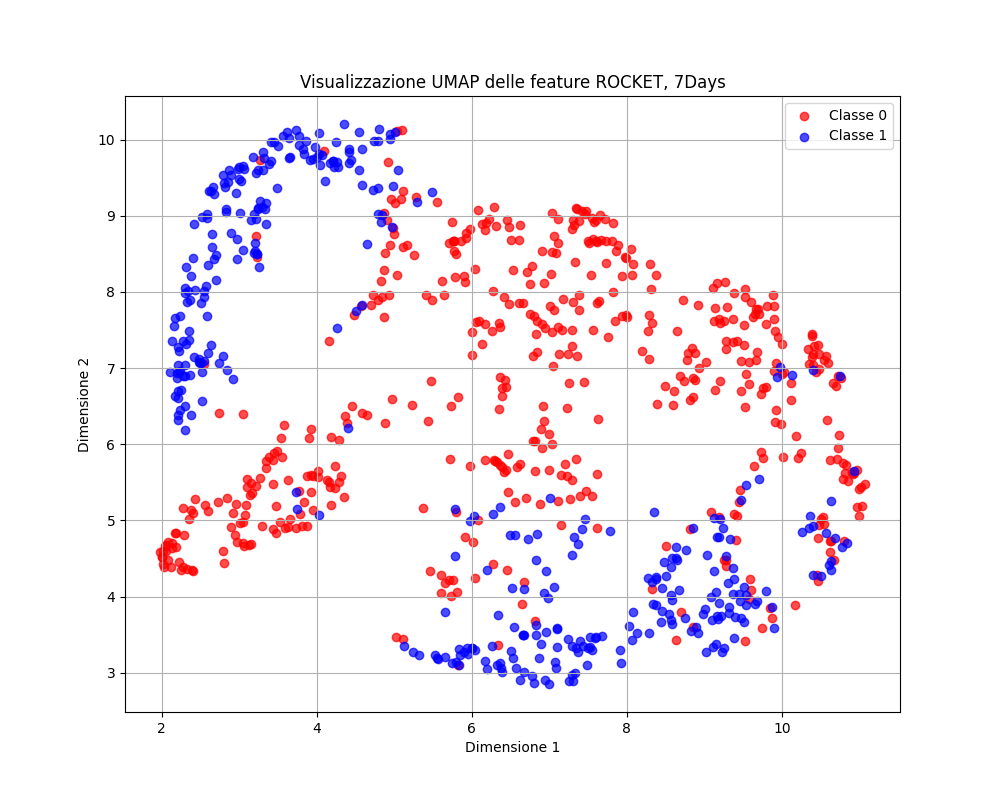 Visualizzazione UMAP delle feature ROCKET, 7Days
Classe 0
Classe 1
10
9
8
7
6
5
4
3
Dimensione 2
2 4 6 8 10
Dimensione 1